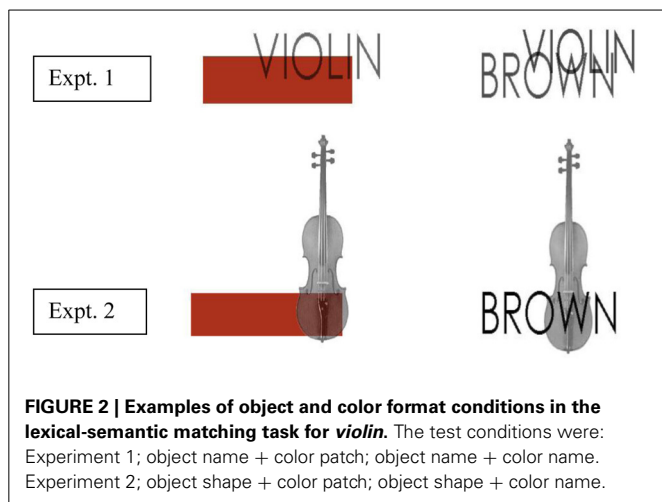 Expt. 1
VIOLIN
VIOLIN
BROWN
Expt. 2
BROWN
FIGURE 2 | Examples of object and color format conditions in the
lexical-semantic matching task for violin. The test conditions were:
Experiment 1; object name + color patch; object name + color name.
Experiment 2; object shape + color patch; object shape + color name.